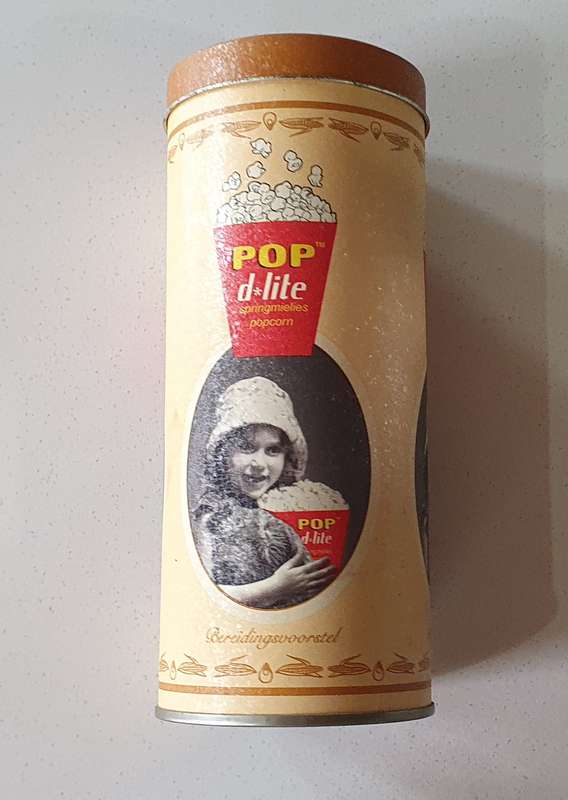 POP™
d*lite
springmielies
popcorn
POP
d*lite
Bereidingsvoorstel